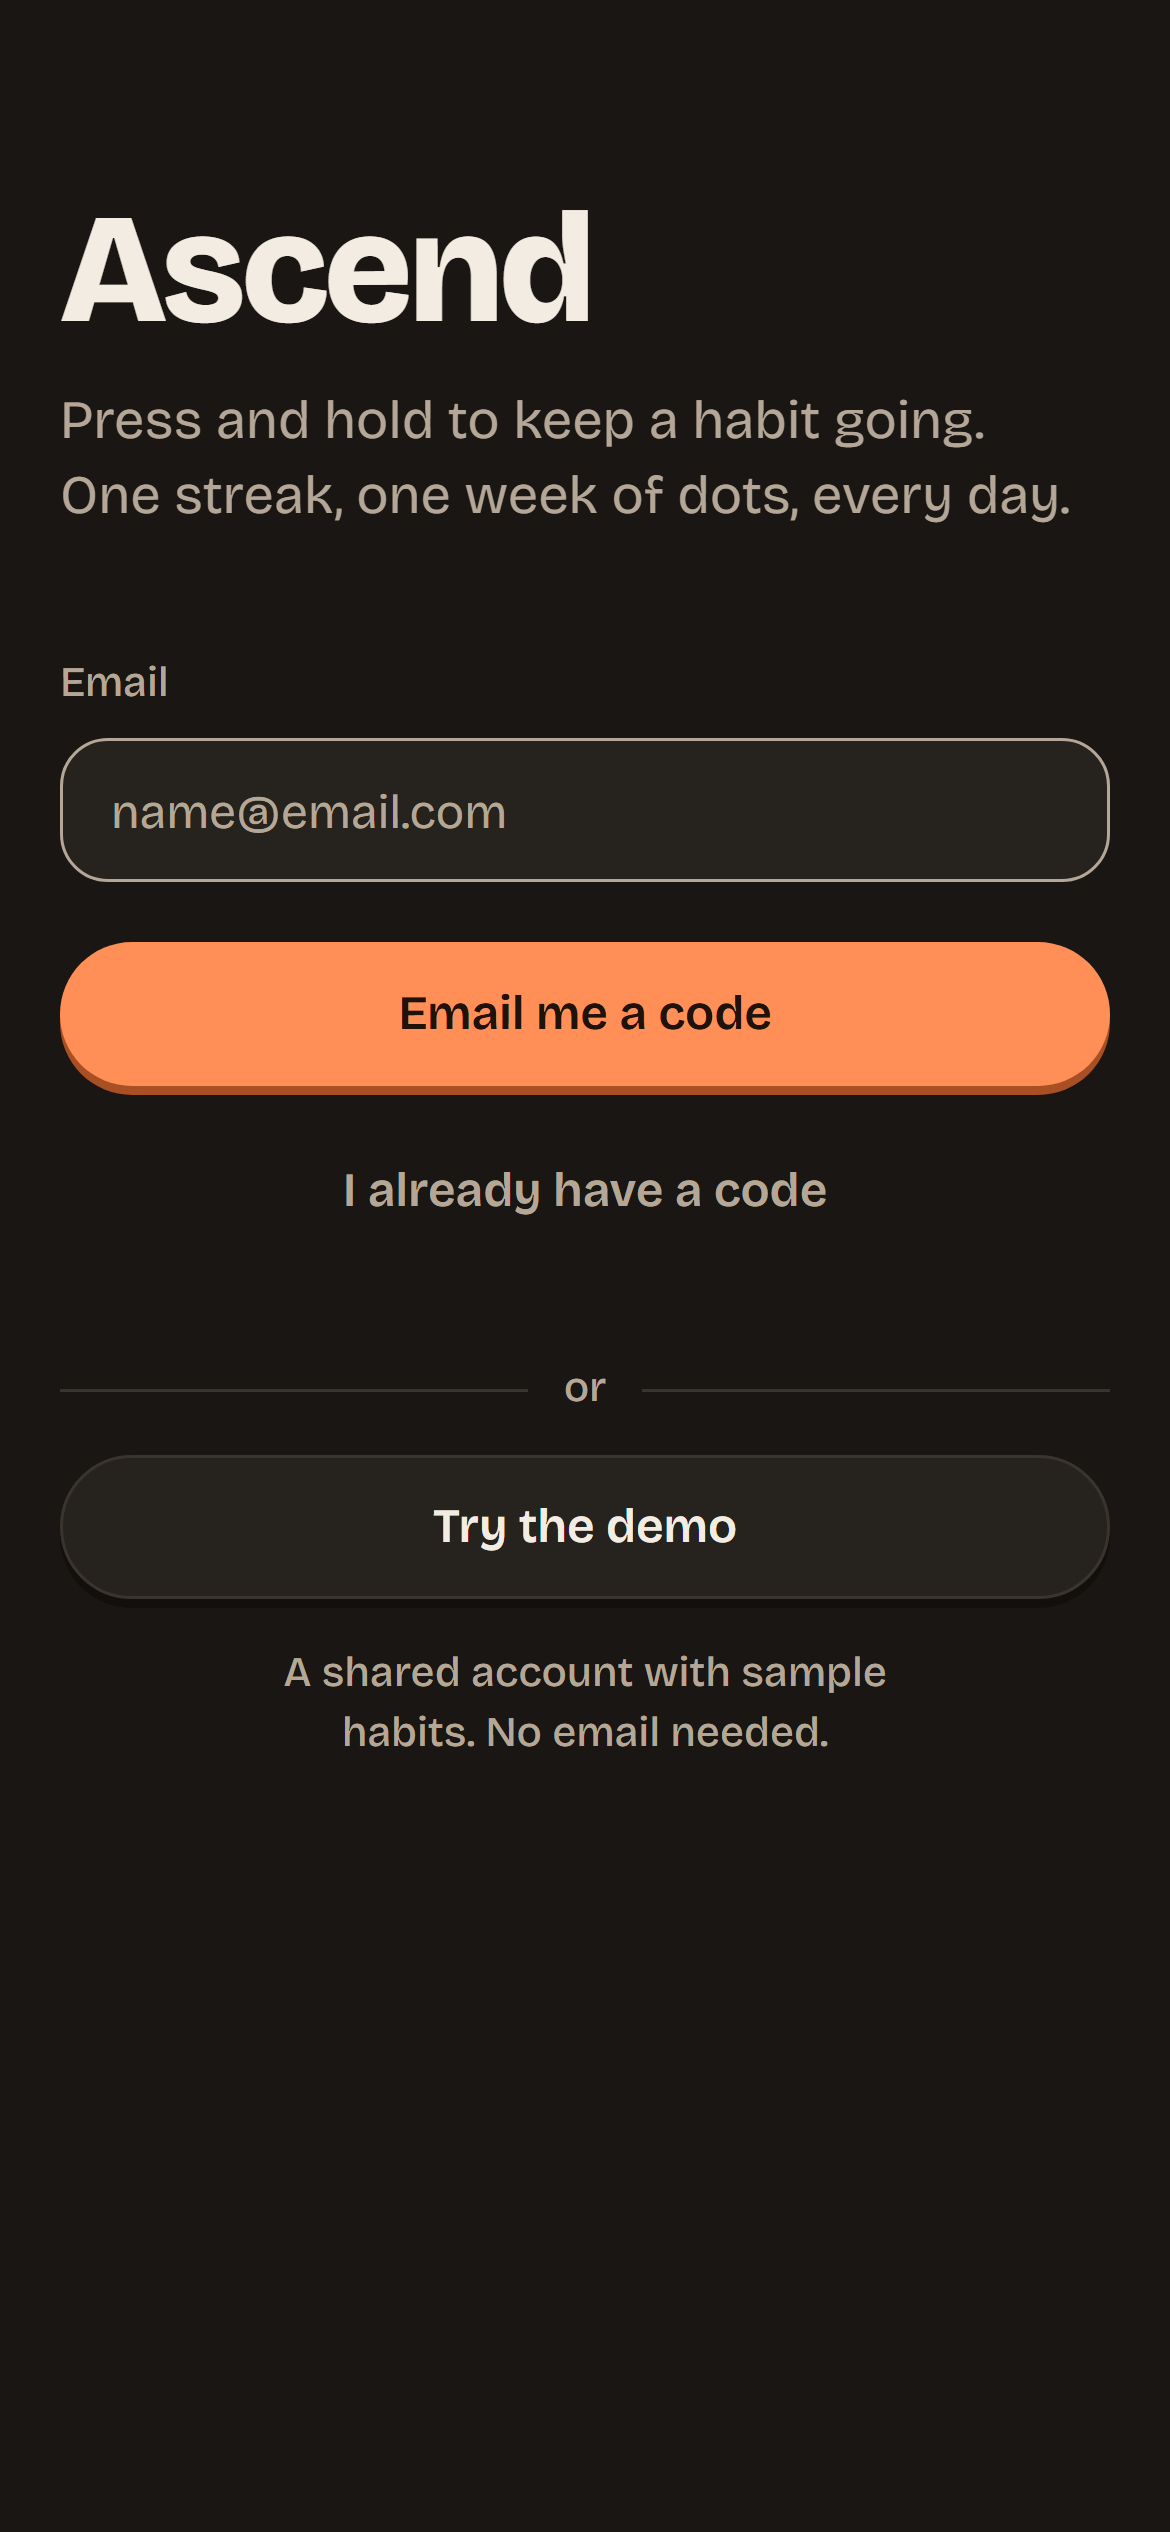 Ascend
Press and hold to keep a habit going.
One streak, one week of dots, every day.
Email
name@email.com
Email me a code
I already have a code
or
Try the demo
A shared account with sample
habits. No email needed.